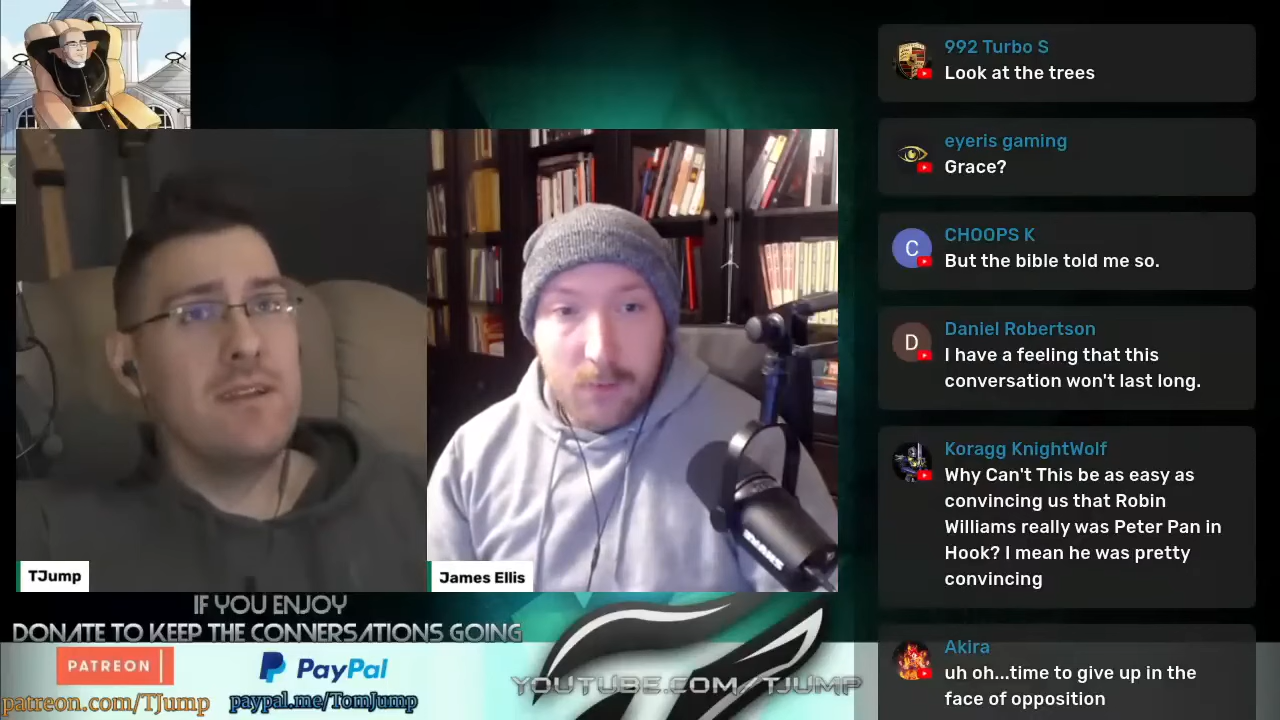 992 Turbo S
Look at the trees
eyeris gaming
Grace?
C
CHOOPS K
But the bible told me so.
D
Daniel Robertson
I have a feeling that this
conversation won't last long.
Koragg KnightWolf
Why Can't This be as easy as
convincing us that Robin
Williams really was Peter Pan in
Hook? I mean he was pretty
convincing
Akira
uh oh...time to give up in the
face of opposition
TJump
James Ellis
IF YOU ENJOY
DONATE TO KEEP THE CONVERSATIONS GOING
PATREON
PayPal
patreon.com/TJump
paypal.me/TomJump
YOUTUBE.COM/TJUMP